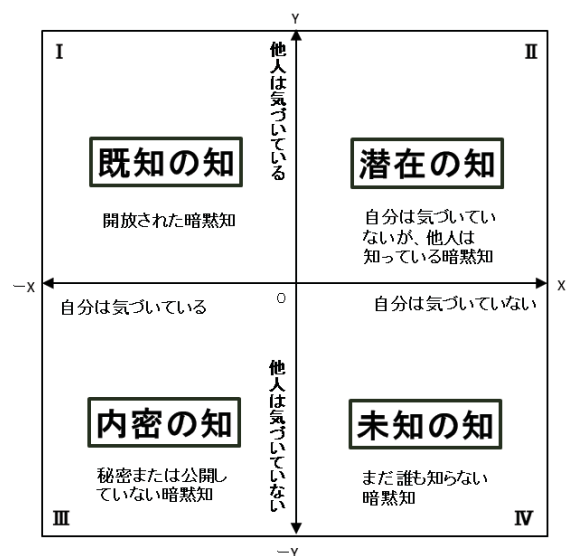 Y
I
II
他人は気づいている
既知の知
潜在の知
開放された暗黙知
自分は気づいてい
ないが、他人は
知っている暗黙知
−X
O
X
自分は気づいている
自分は気づいていない
他人は気づいていない
内密の知
未知の知
秘密または公開し
ていない暗黙知
まだ誰も知らない
暗黙知
III
IV
−Y